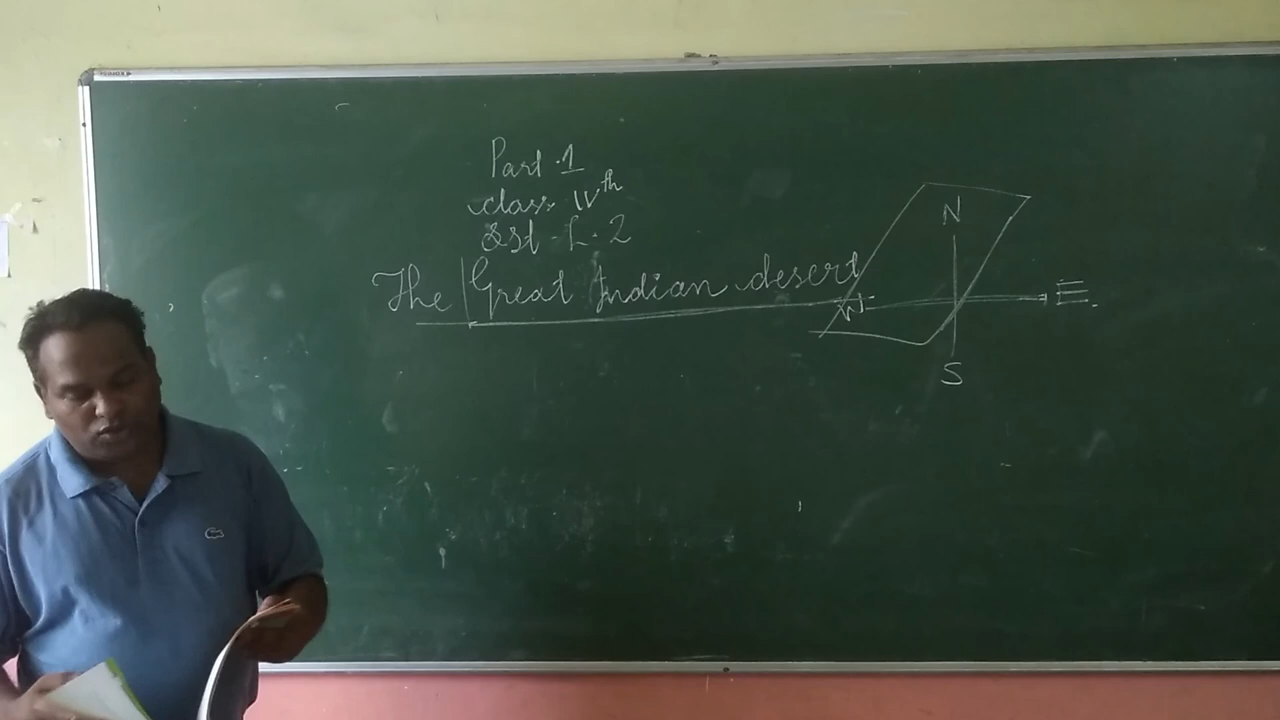 Part · 1
class IVth
SSt - L · 2
The Great Indian desert
N
W
E.
S